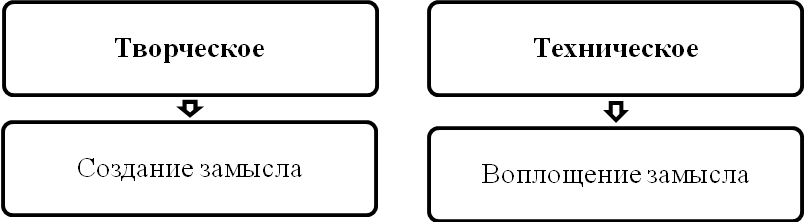 Творческое
Создание замысла
Техническое
Воплощение замысла